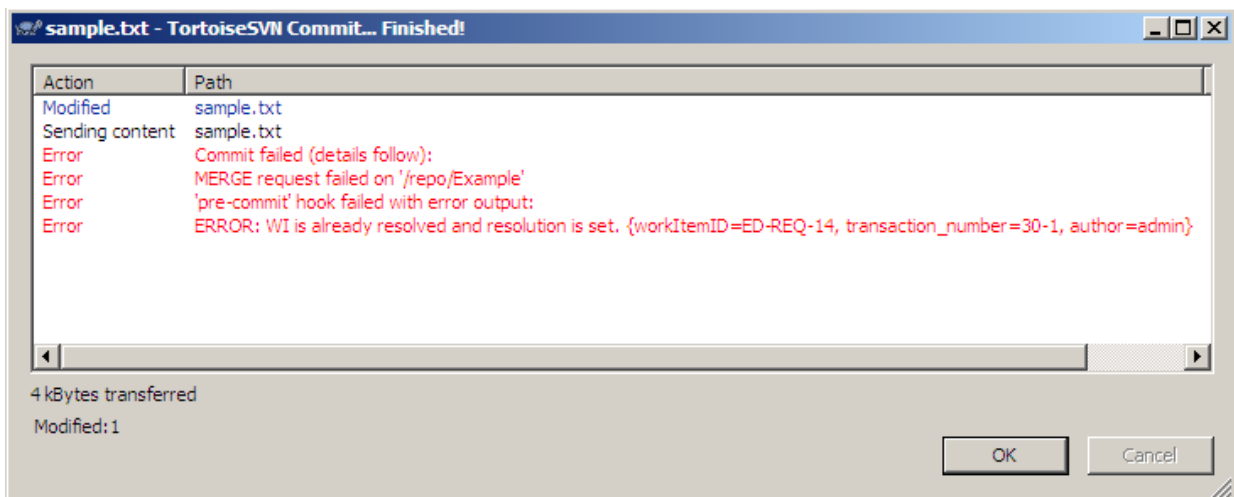 sample.txt - TortoiseSVN Commit... Finished!
Action Path
Modified sample.txt
Sending content sample.txt
Error Commit failed (details follow):
Error MERGE request failed on '/repo/Example'
Error 'pre-commit' hook failed with error output:
Error ERROR: WI is already resolved and resolution is set. {workItemID=ED-REQ-14, transaction_number=30-1, author=admin}
4 kBytes transferred
Modified:1
OK Cancel